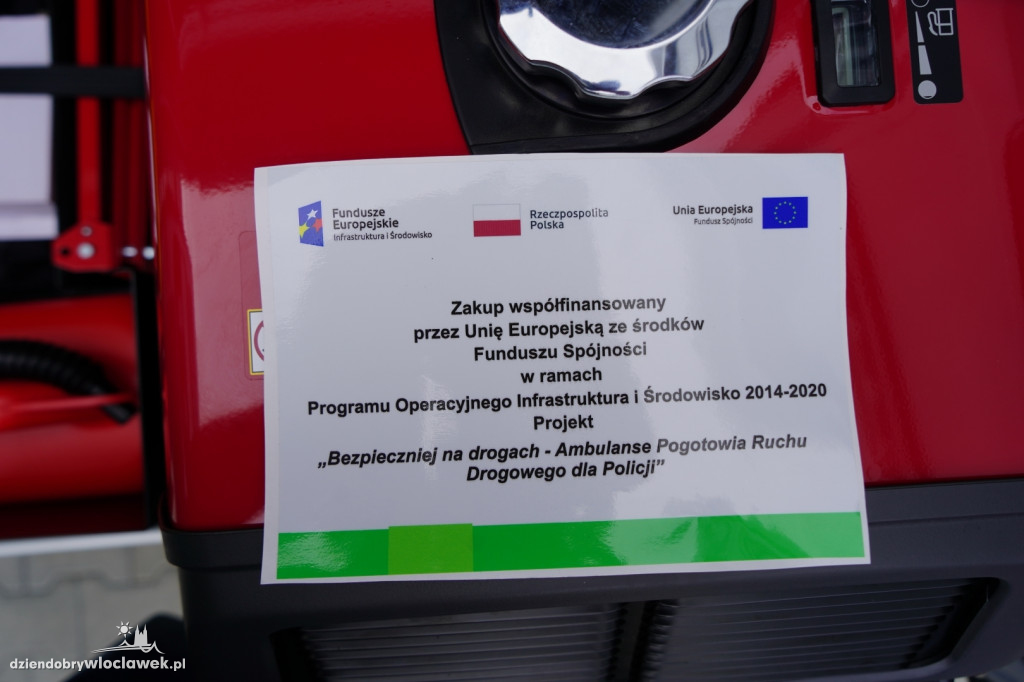 Fundusze
Europejskie
Infrastruktura i Środowisko
Rzeczpospolita
Polska
Unia Europejska
Fundusz Spójności
Zakup współfinansowany
przez Unię Europejską ze środków
Funduszu Spójności
w ramach
Programu Operacyjnego Infrastruktura i Środowisko 2014-2020
Projekt
„Bezpieczniej na drogach - Ambulanse Pogotowia Ruchu
Drogowego dla Policji”
dziendobrywloclawek.pl